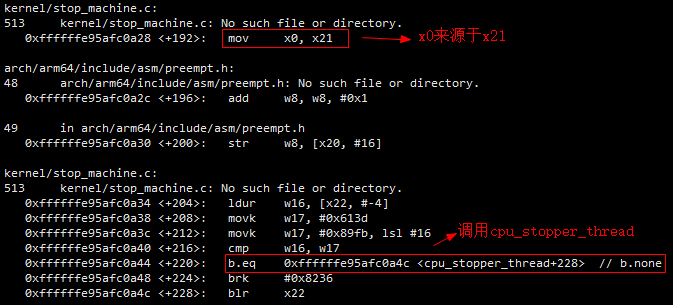 kernel/stop_machine.c:
513 kernel/stop_machine.c: No such file or directory.
0xffffffe95afc0a28 <+192>: mov x0, x21
x0来源于x21
arch/arm64/include/asm/preempt.h:
48 arch/arm64/include/asm/preempt.h: No such file or directory.
0xffffffe95afc0a2c <+196>: add w8, w8, #0x1
49 in arch/arm64/include/asm/preempt.h
0xffffffe95afc0a30 <+200>: str w8, [x20, #16]
kernel/stop_machine.c:
513 kernel/stop_machine.c: No such file or directory.
0xffffffe95afc0a34 <+204>: ldur w16, [x22, #-4]
0xffffffe95afc0a38 <+208>: movk w17, #0x613d
0xffffffe95afc0a3c <+212>: movk w17, #0x89fb, lsl #16
调用cpu_stopper_thread
0xffffffe95afc0a40 <+216>: cmp w16, w17
0xffffffe95afc0a44 <+220>: b.eq 0xffffffe95afc0a4c <cpu_stopper_thread+228> // b.none
0xffffffe95afc0a48 <+224>: brk #0x8236
0xffffffe95afc0a4c <+228>: blr x22